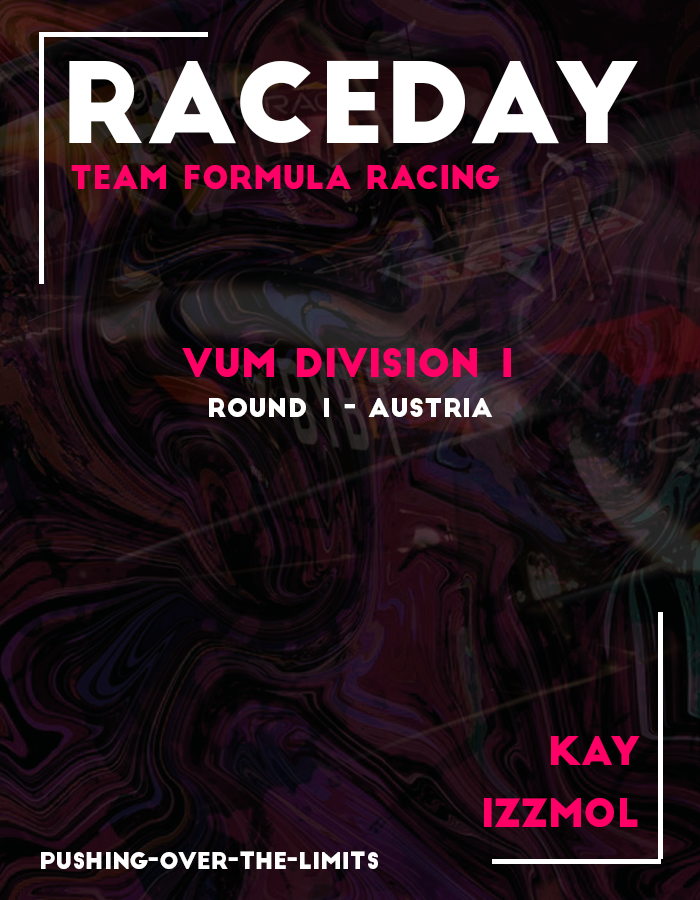 RACEDAY
TEAM FORMULA RACING
VUM DIVISION 1
ROUND 1 - AUSTRIA
KAY
IZZMOL
PUSHING-OVER-THE-LIMITS